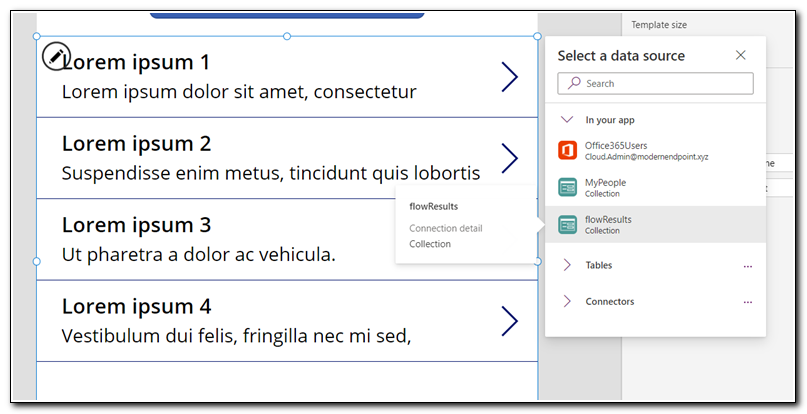 Lorem ipsum 1
Lorem ipsum dolor sit amet, consectetur
Lorem ipsum 2
Suspendisse enim metus, tincidunt quis lobortis
Lorem ipsum 3
Ut pharetra a dolor ac vehicula.
Lorem ipsum 4
Vestibulum dui felis, fringilla nec mi sed,
flowResults
Connection detail
Collection
Template size
Select a data source
Search
In your app
Office365Users
Cloud.Admin@modernendpoint.xyz
MyPeople
Collection
flowResults
Collection
Tables
Connectors